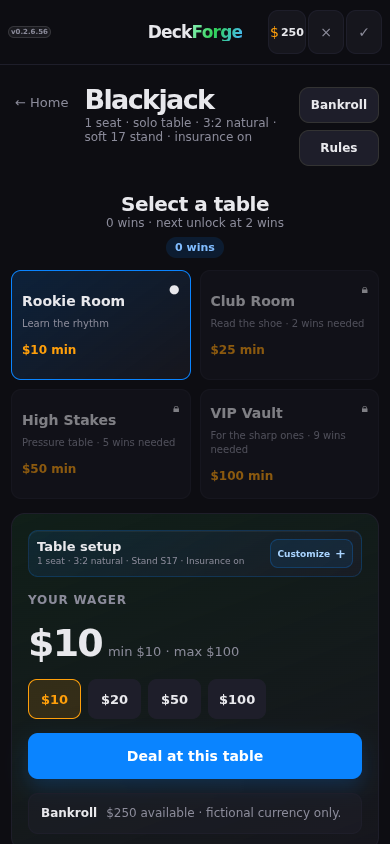 v0.2.6.56
DeckForge
$ 250
×
✓
← Home
Blackjack
1 seat · solo table · 3:2 natural ·
soft 17 stand · insurance on
Bankroll
Rules
Select a table
0 wins · next unlock at 2 wins
0 wins
Rookie Room
Learn the rhythm
$10 min
Club Room
Read the shoe · 2 wins needed
$25 min
High Stakes
Pressure table · 5 wins needed
$50 min
VIP Vault
For the sharp ones · 9 wins
needed
$100 min
Table setup
1 seat · 3:2 natural · Stand S17 · Insurance on
Customize +
YOUR WAGER
$10 min $10 · max $100
$10
$20
$50
$100
Deal at this table
Bankroll $250 available · fictional currency only.